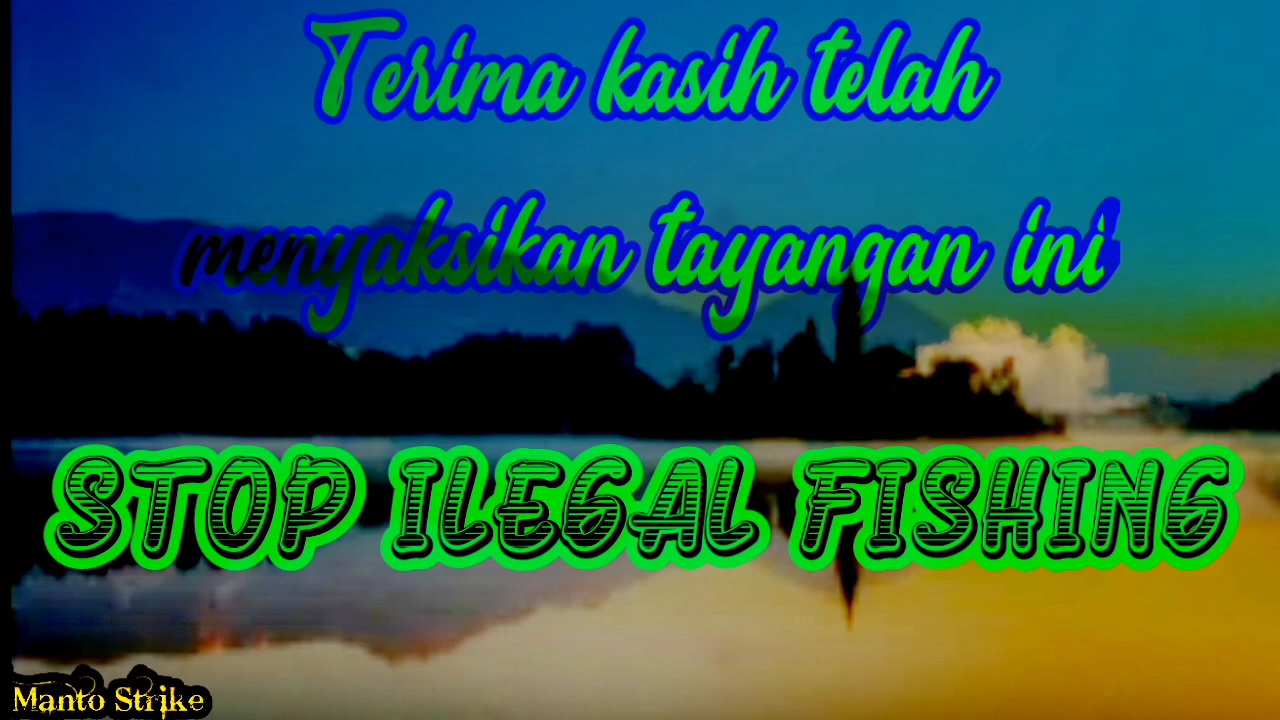 Terima kasih telah
menyaksikan tayangan ini
STOP ILEGAL FISHING
Manto Strike